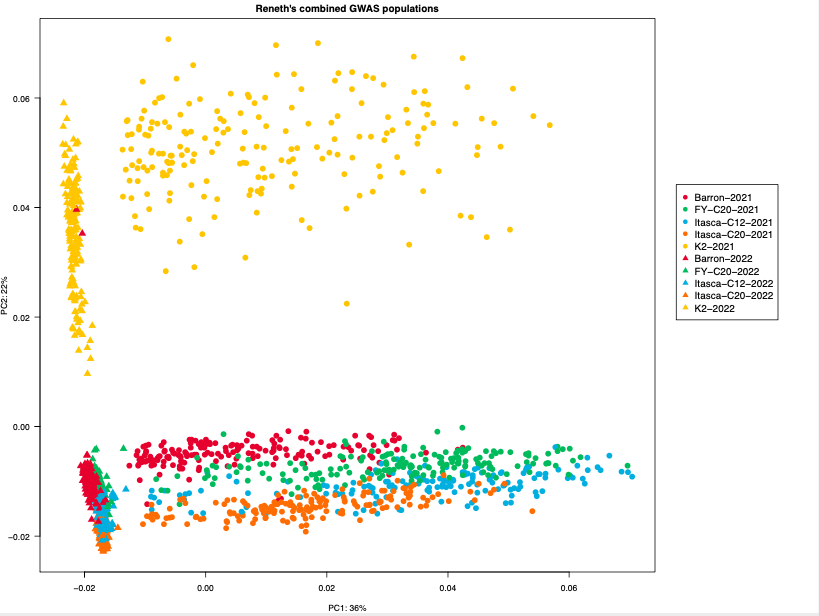 Reneth's combined GWAS populations
PC2: 22%
0.06
0.04
0.02
0.00
−0.02
−0.02
0.00
0.02
0.04
0.06
PC1: 36%
Barron−2021
FY−C20−2021
Itasca−C12−2021
Itasca−C20−2021
K2−2021
Barron−2022
FY−C20−2022
Itasca−C12−2022
Itasca−C20−2022
K2−2022